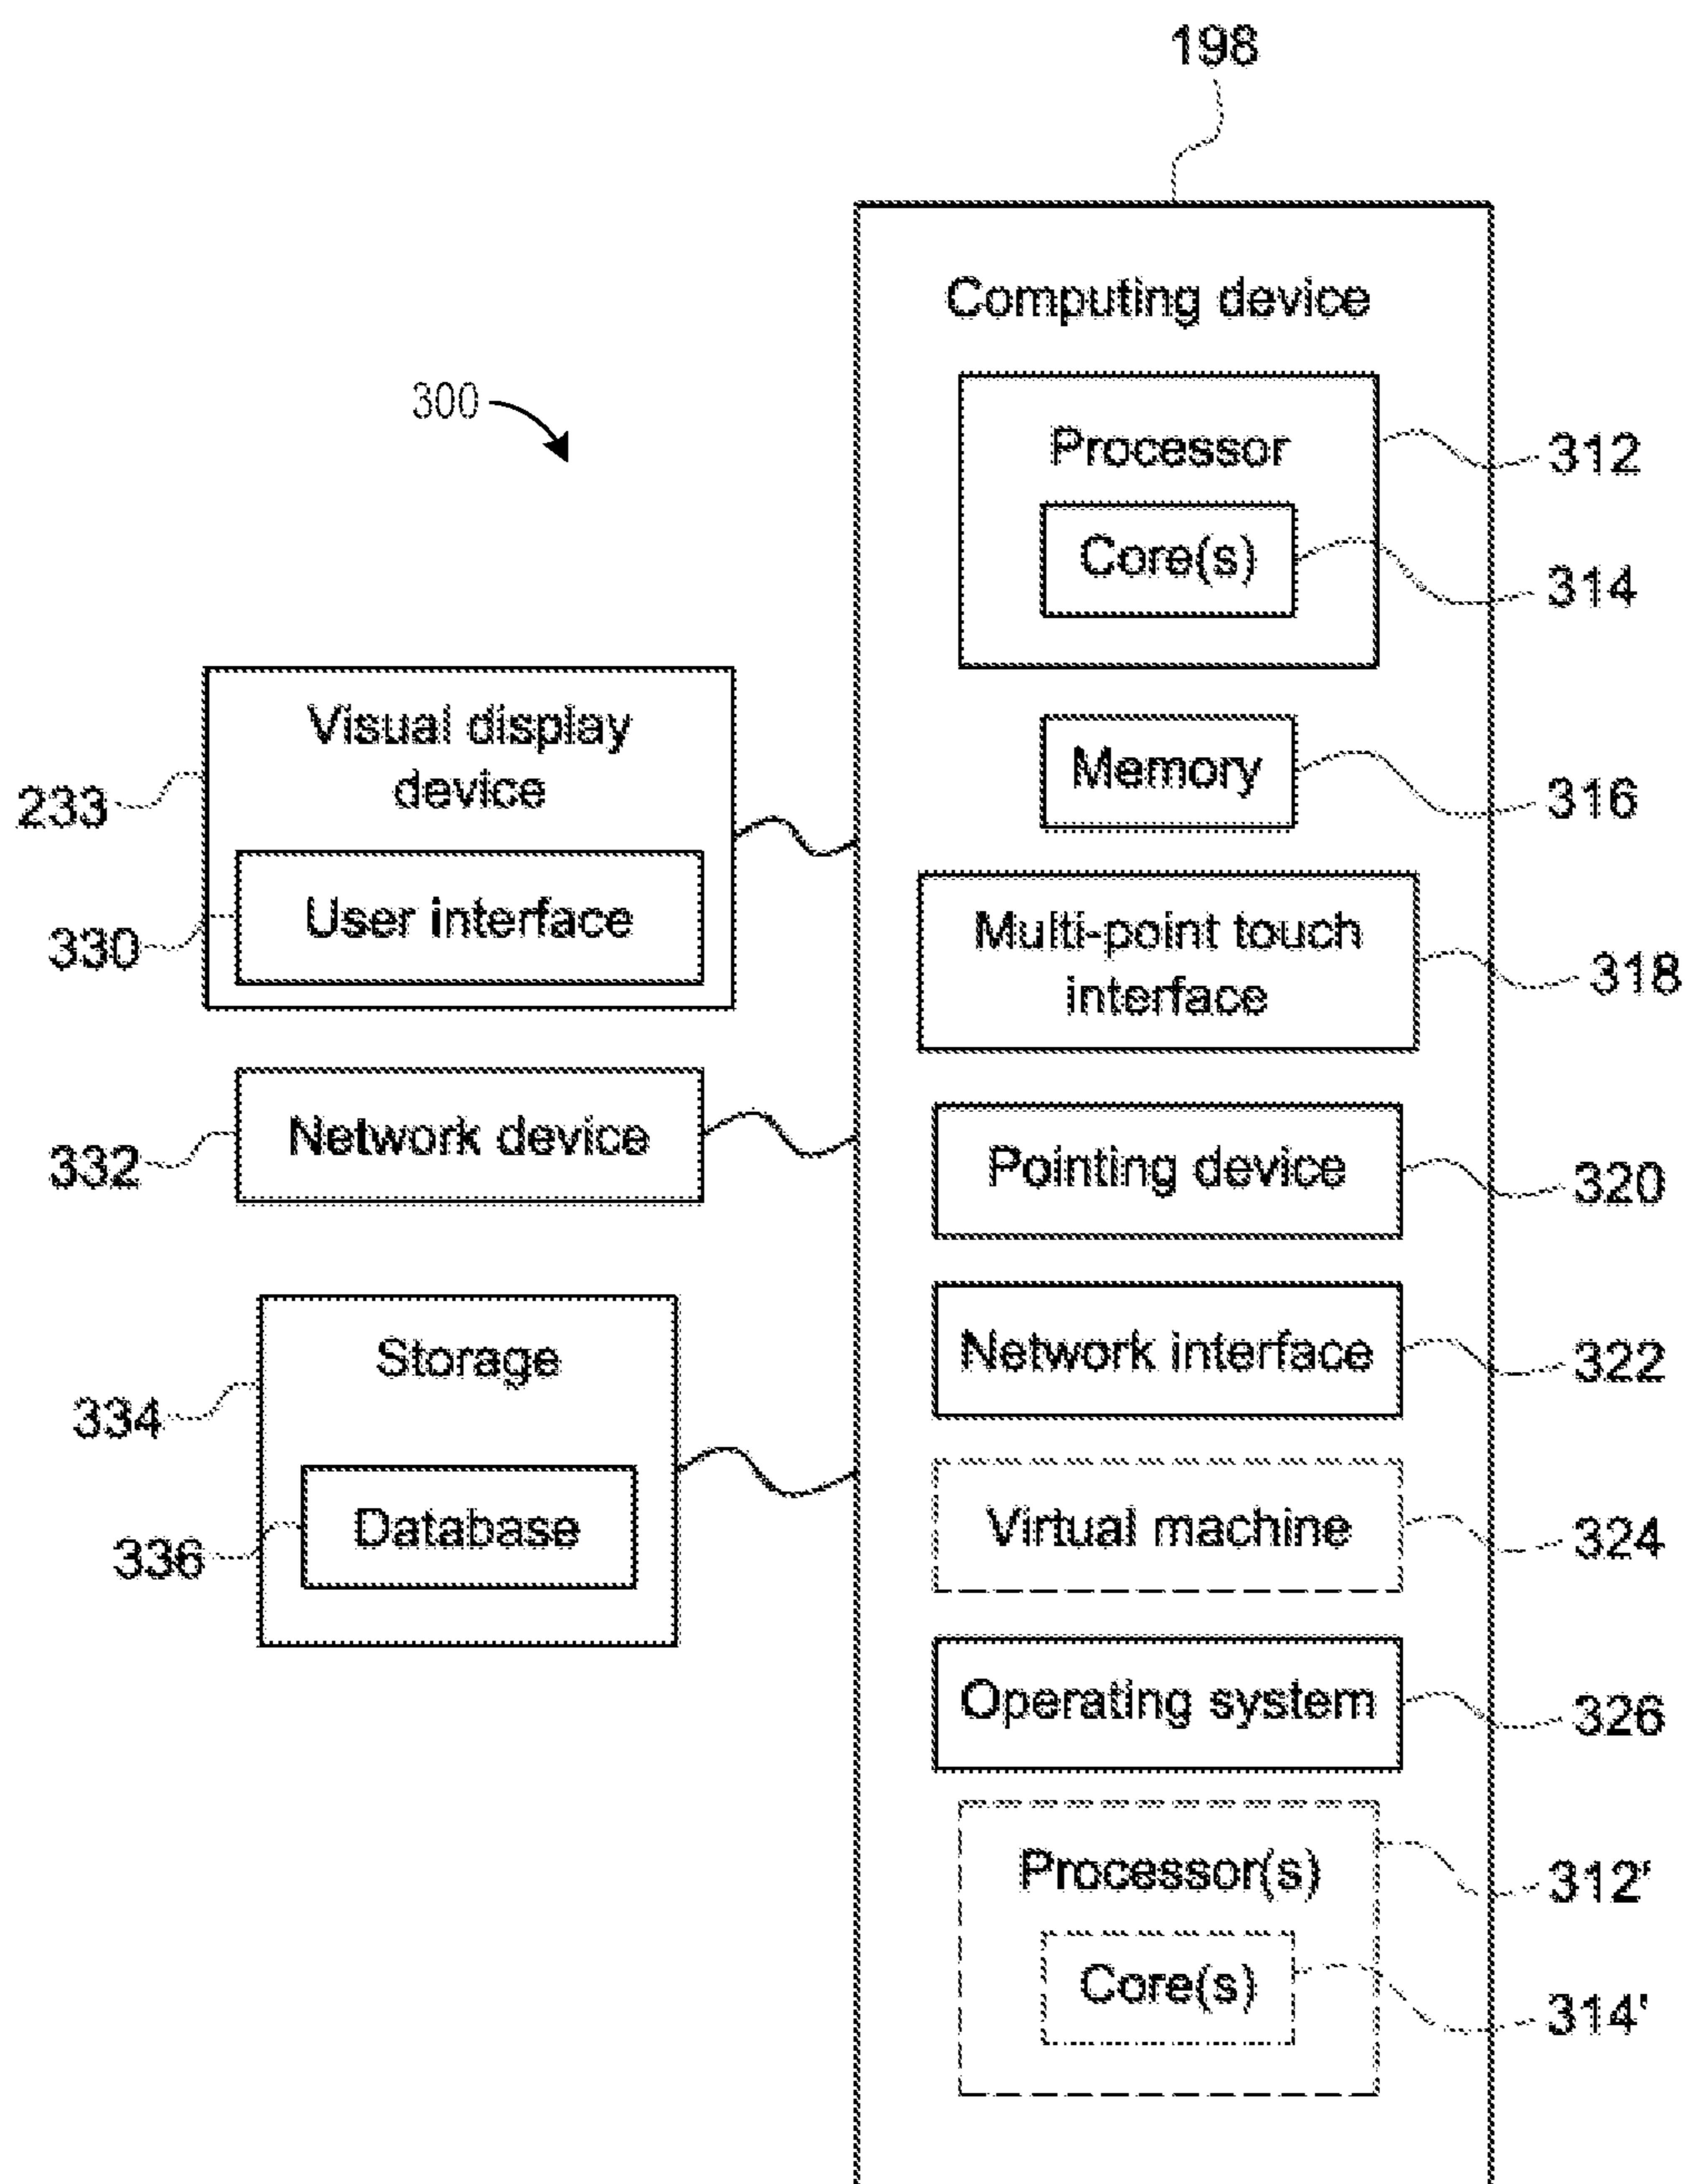 198
Computing device
300
Processor
312
Core(s)
314
Visual display
device
233
User interface
330
Memory
316
Multi-point touch
interface
318
Network device
332
Pointing device
320
Storage
334
Database
336
Network interface
322
Virtual machine
324
Operating system
326
Processor(s)
312'
Core(s)
314'